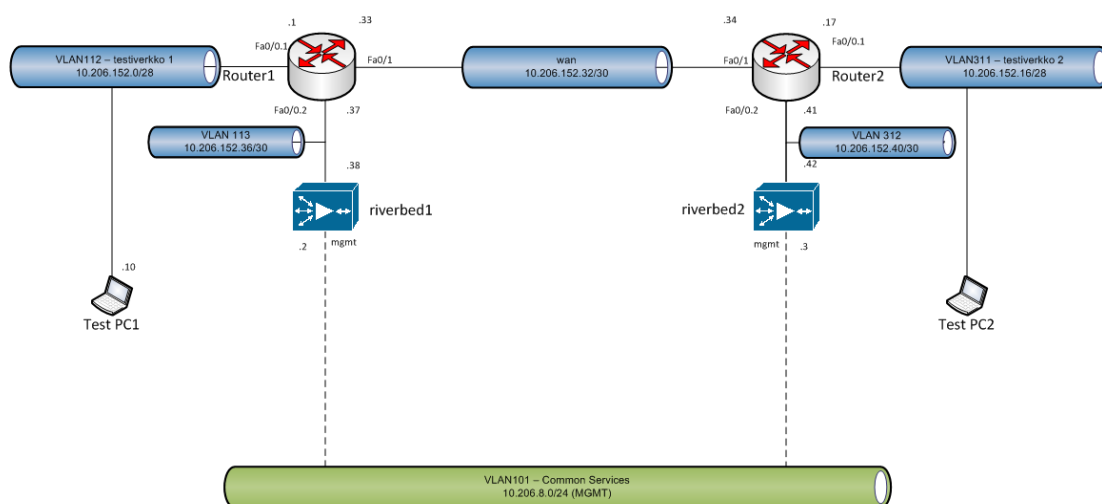 .1
.33
.34
.17
Fa0/0.1
Fa0/0.1
VLAN112 – testiverkko 1
10.206.152.0/28
Router1
Fa0/1
wan
10.206.152.32/30
Fa0/1
Router2
VLAN311 – testiverkko 2
10.206.152.16/28
Fa0/0.2
.37
Fa0/0.2
.41
VLAN 113
10.206.152.36/30
VLAN 312
10.206.152.40/30
.38
.42
riverbed1
riverbed2
.2
mgmt
mgmt
.3
.10
Test PC1
Test PC2
VLAN101 – Common Services
10.206.8.0/24 (MGMT)